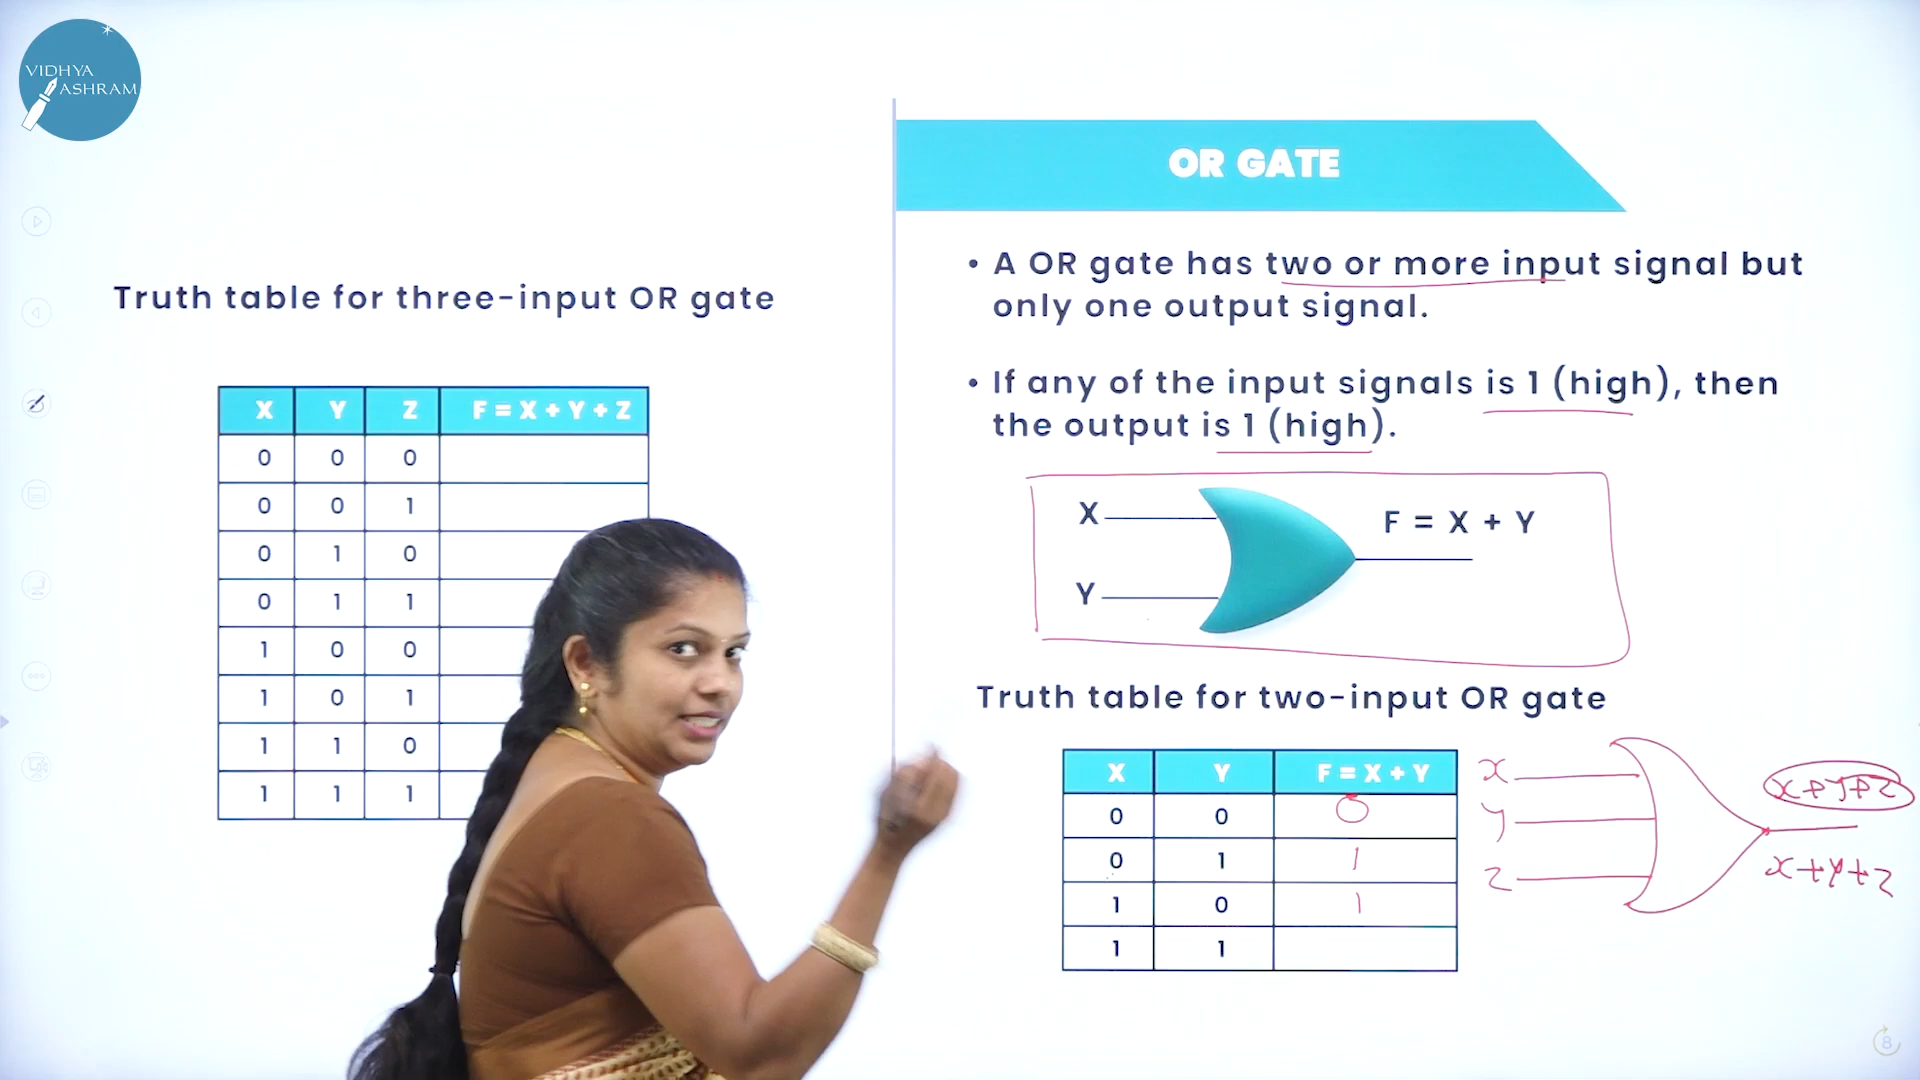 VIDHYA
ASHRAM
Truth table for three-input OR gate
X Y Z F = X + Y + Z
0 0 0
0 0 1
0 1 0
0 1 1
1 0 0
1 0 1
1 1 0
1 1 1
OR GATE
• A OR gate has two or more input signal but
only one output signal.
• If any of the input signals is 1 (high), then
the output is 1 (high).
X
F = X + Y
Y
Truth table for two-input OR gate
X Y F = X + Y
0 0 0
0 1 1
1 0 1
1 1
x
y
z
x+y+z
x+y+z
8